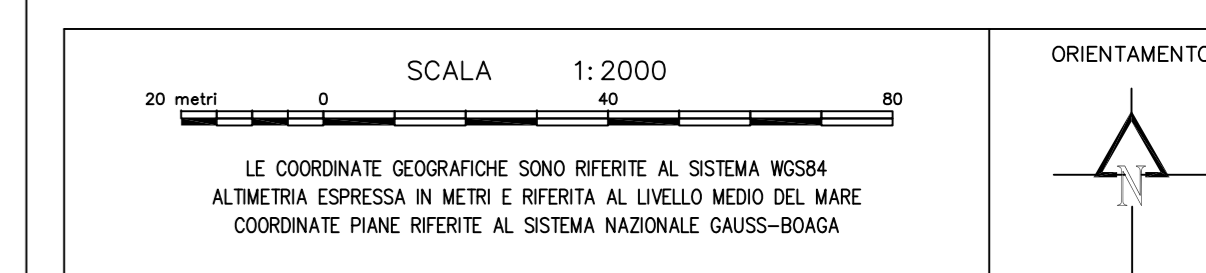 SCALA 1:2000
20 metri 0 40 80
LE COORDINATE GEOGRAFICHE SONO RIFERITE AL SISTEMA WGS84
ALTIMETRIA ESPRESSA IN METRI E RIFERITA AL LIVELLO MEDIO DEL MARE
COORDINATE PIANE RIFERITE AL SISTEMA NAZIONALE GAUSS-BOAGA
ORIENTAMENTO
N